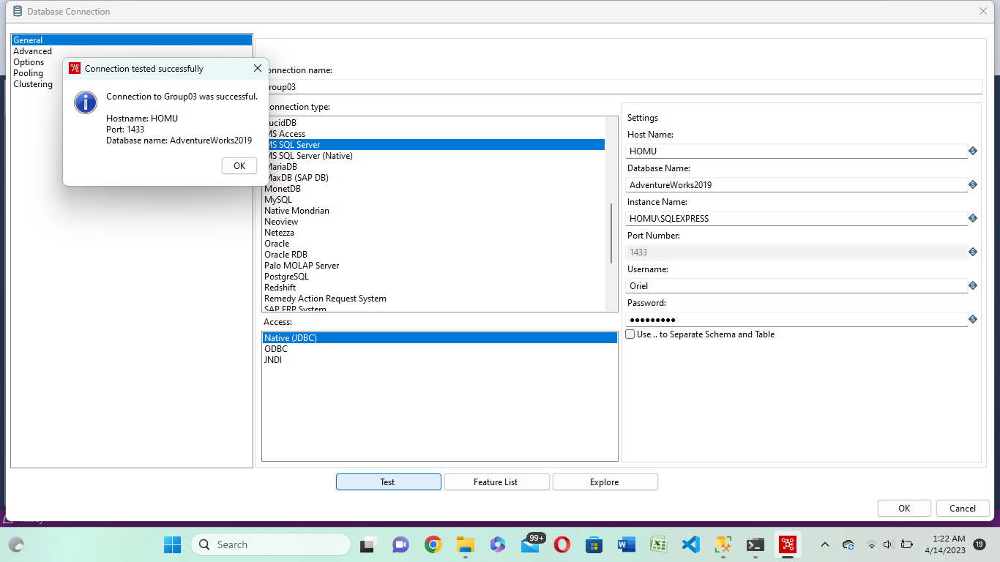 Database Connection
General
Advanced
Options
Pooling
Clustering
Connection tested successfully
Connection to Group03 was successful.
Hostname: HOMU
Port: 1433
Database name: AdventureWorks2019
OK
onnection name:
roup03
onnection type:
ucidDB
MS Access
MS SQL Server
MS SQL Server (Native)
MariaDB
MaxDB (SAP DB)
MonetDB
MySQL
Native Mondrian
Neoview
Netezza
Oracle
Oracle RDB
Palo MOLAP Server
PostgreSQL
Redshift
Remedy Action Request System
SAP ERP System
Access:
Native (JDBC)
ODBC
JNDI
Settings
Host Name:
HOMU
Database Name:
AdventureWorks2019
Instance Name:
HOMU\SQLEXPRESS
Port Number:
1433
Username:
Oriel
Password:
●●●●●●●●●
Use .. to Separate Schema and Table
Test
Feature List
Explore
OK
Cancel
Search
99+
1:22 AM
4/14/2023
19